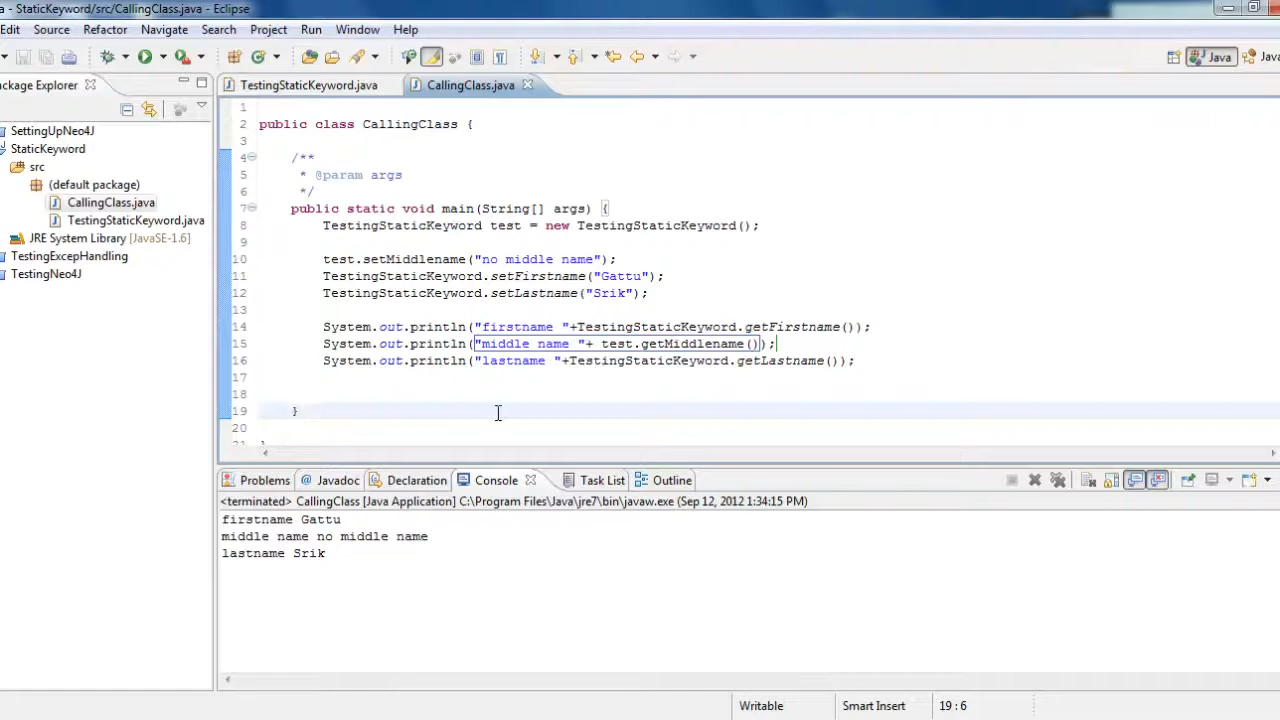 a - StaticKeyword/src/CallingClass.java - Eclipse
Edit Source Refactor Navigate Search Project Run Window Help
Java Java
ackage Explorer TestingStaticKeyword.java CallingClass.java
SettingUpNeo4J
StaticKeyword
src
(default package)
CallingClass.java
TestingStaticKeyword.java
JRE System Library [JavaSE-1.6]
TestingExcepHandling
TestingNeo4J
1
2 public class CallingClass {
3
4 /**
5 * @param args
6 */
7 public static void main(String[] args) {
8 TestingStaticKeyword test = new TestingStaticKeyword();
9
10 test.setMiddlename("no middle name");
11 TestingStaticKeyword.setFirstname("Gattu");
12 TestingStaticKeyword.setLastname("Srik");
13
14 System.out.println("firstname "+TestingStaticKeyword.getFirstname());
15 System.out.println("middle name "+ test.getMiddlename());
16 System.out.println("lastname "+TestingStaticKeyword.getLastname());
17
18
19 }
20
21 }
Problems @ Javadoc Declaration Console Task List Outline
<terminated> CallingClass [Java Application] C:\Program Files\Java\jre7\bin\javaw.exe (Sep 12, 2012 1:34:15 PM)
firstname Gattu
middle name no middle name
lastname Srik
Writable Smart Insert 19 : 6